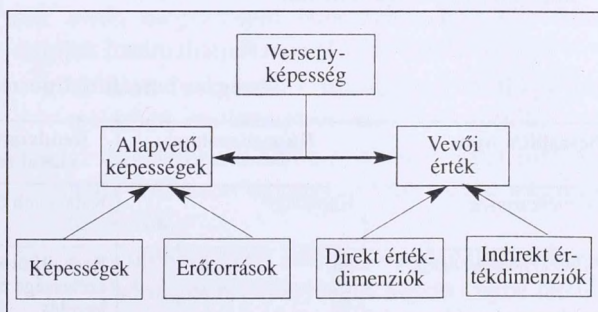 Verseny-
képesség
Alapvető
képességek
Vevői
érték
Képességek
Erőforrások
Direkt érték-
dimenziók
Indirekt ér-
tékdimenziók